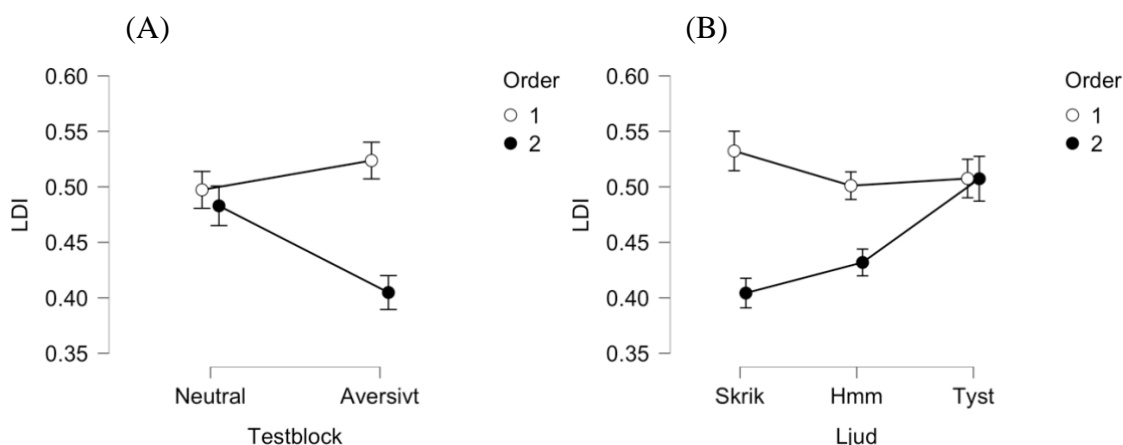 (A)
(B)
0.60
0.55
0.50
0.45
0.40
0.35
LDI
Neutral
Aversivt
Testblock
Order
1
2
0.60
0.55
0.50
0.45
0.40
0.35
LDI
Skrik
Hmm
Tyst
Ljud
Order
1
2